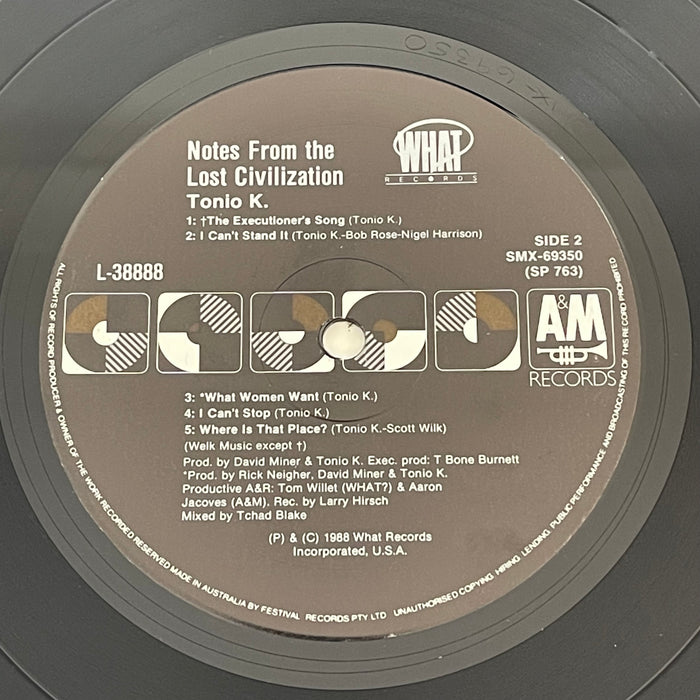 Notes From the
Lost Civilization
Tonio K.
WHAT
RECORDS
1: †The Executioner's Song (Tonio K.)
2: I Can't Stand It (Tonio K.-Bob Rose-Nigel Harrison)
SIDE 2
SMX-69350
(SP 763)
L-38888
A&M
RECORDS
3: *What Women Want (Tonio K.)
4: I Can't Stop (Tonio K.)
5: Where Is That Place? (Tonio K.-Scott Wilk)
(Welk Music except †)
Prod. by David Miner & Tonio K. Exec. prod: T Bone Burnett
*Prod. by Rick Neigher, David Miner & Tonio K.
Productive A&R: Tom Willet (WHAT?) & Aaron
Jacoves (A&M). Rec. by Larry Hirsch
Mixed by Tchad Blake
(P) & (C) 1988 What Records
Incorporated, U.S.A.
ALL RIGHTS OF RECORD PRODUCER & OWNER OF THE WORK RECORDED RESERVED MADE IN AUSTRALIA BY FESTIVAL RECORDS PTY LTD UNAUTHORISED COPYING, HIRING, LENDING, PUBLIC PERFORMANCE AND BROADCASTING OF THIS RECORD PROHIBITED